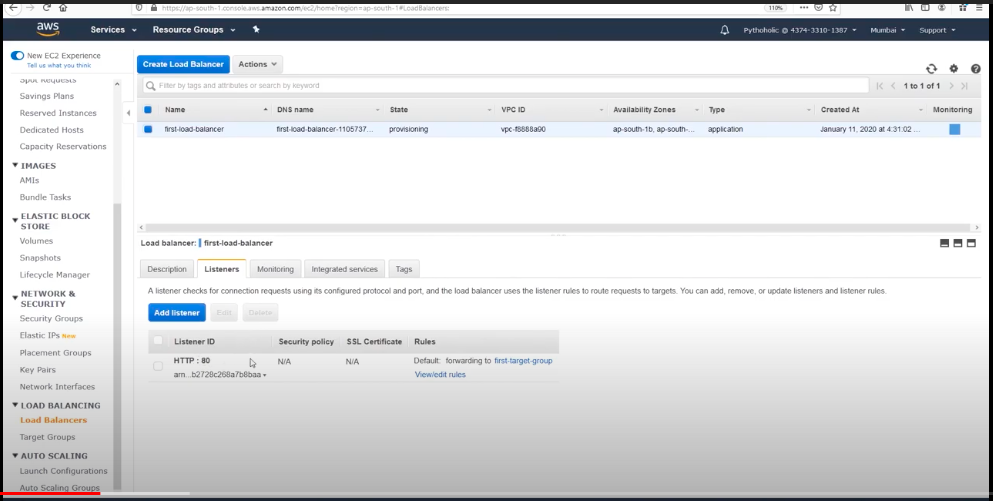 https://ap-south-1.console.aws.amazon.com/ec2/home?region=ap-south-1#LoadBalancers:
110%
aws
Services
Resource Groups
Pythoholic @ 4374-3310-1387
Mumbai
Support
New EC2 Experience
Tell us what you think
Spot Requests
Savings Plans
Reserved Instances
Dedicated Hosts
Capacity Reservations
IMAGES
AMIs
Bundle Tasks
ELASTIC BLOCK
STORE
Volumes
Snapshots
Lifecycle Manager
NETWORK &
SECURITY
Security Groups
Elastic IPs New
Placement Groups
Key Pairs
Network Interfaces
LOAD BALANCING
Load Balancers
Target Groups
AUTO SCALING
Launch Configurations
Auto Scaling Groups
Create Load Balancer
Actions
Filter by tags and attributes or search by keyword
1 to 1 of 1
Name DNS name State VPC ID Availability Zones Type Created At Monitoring
first-load-balancer first-load-balancer-1105737... provisioning vpc-f8888a90 ap-south-1b, ap-south-... application January 11, 2020 at 4:31:02 ...
Load balancer: first-load-balancer
Description Listeners Monitoring Integrated services Tags
A listener checks for connection requests using its configured protocol and port, and the load balancer uses the listener rules to route requests to targets. You can add, remove, or update listeners and listener rules.
Add listener Edit Delete
Listener ID Security policy SSL Certificate Rules
HTTP : 80 N/A N/A Default: forwarding to first-target-group
arn...b2728c268a7b8baa View/edit rules